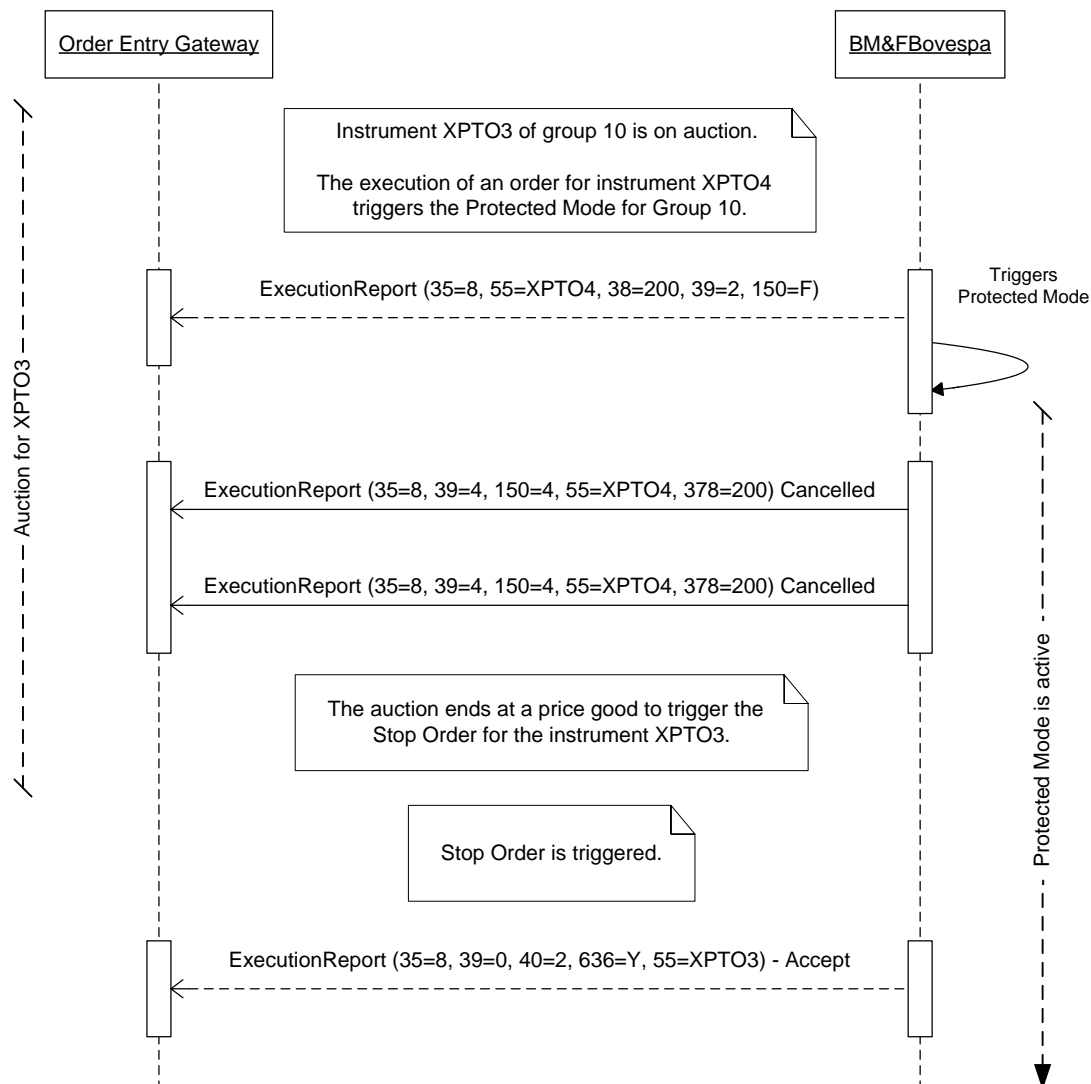 Order Entry Gateway
BM&FBovespa
Instrument XPTO3 of group 10 is on auction.
The execution of an order for instrument XPTO4
triggers the Protected Mode for Group 10.
ExecutionReport (35=8, 55=XPTO4, 38=200, 39=2, 150=F)
Triggers
Protected Mode
Auction for XPTO3
ExecutionReport (35=8, 39=4, 150=4, 55=XPTO4, 378=200) Cancelled
ExecutionReport (35=8, 39=4, 150=4, 55=XPTO4, 378=200) Cancelled
The auction ends at a price good to trigger the
Stop Order for the instrument XPTO3.
Protected Mode is active
Stop Order is triggered.
ExecutionReport (35=8, 39=0, 40=2, 636=Y, 55=XPTO3) - Accept